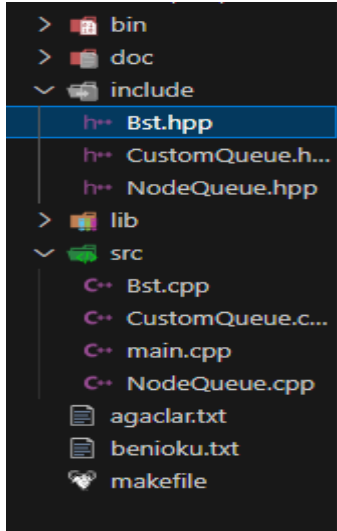 bin
doc
include
h++ Bst.hpp
h++ CustomQueue.h...
h++ NodeQueue.hpp
lib
src
C++ Bst.cpp
C++ CustomQueue.c...
C++ main.cpp
C++ NodeQueue.cpp
agaclar.txt
benioku.txt
makefile